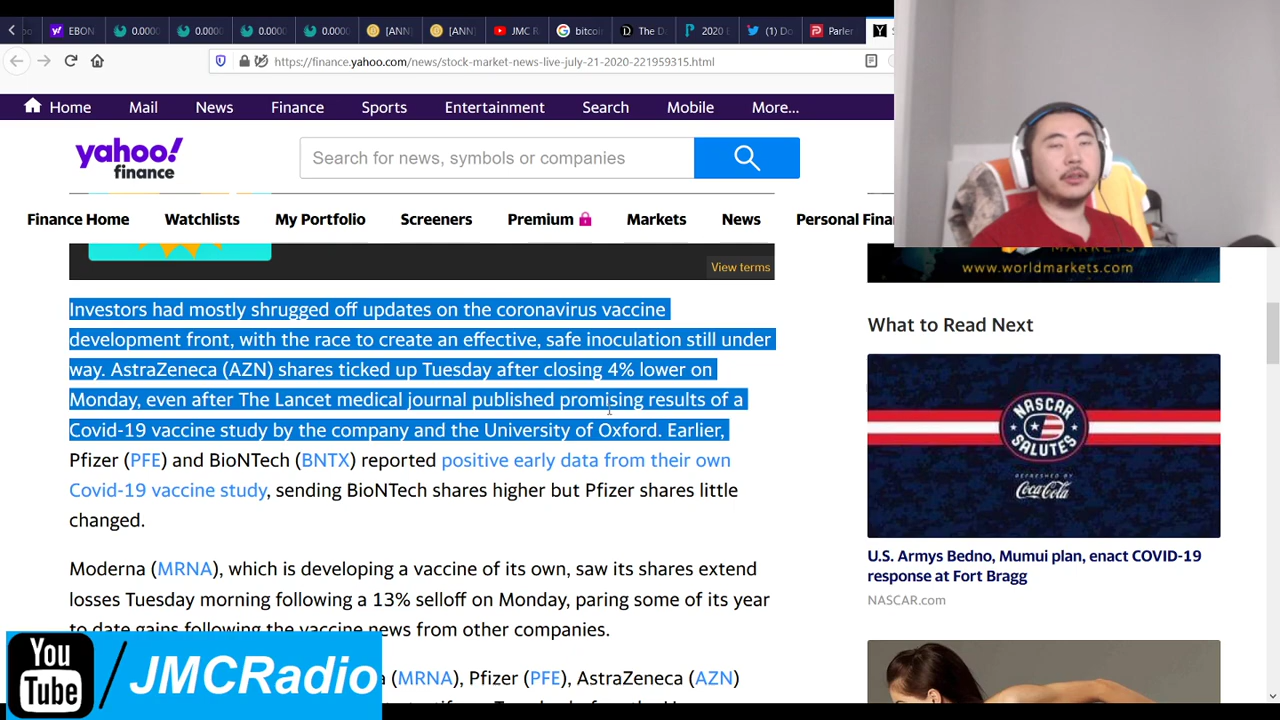 EBON
0.0000
0.0000
0.0000
0.0000
[ANN]
[ANN]
JMC R
bitcoi
The D
2020 E
(1) Do
Parler
https://finance.yahoo.com/news/stock-market-news-live-july-21-2020-221959315.html
Home Mail News Finance Sports Entertainment Search Mobile More...
yahoo!
finance
Search for news, symbols or companies
Finance Home Watchlists My Portfolio Screeners Premium Markets News Personal Finan
MARKETS
View terms
www.worldmarkets.com
Investors had mostly shrugged off updates on the coronavirus vaccine
development front, with the race to create an effective, safe inoculation still under
way. AstraZeneca (AZN) shares ticked up Tuesday after closing 4% lower on
Monday, even after The Lancet medical journal published promising results of a
Covid-19 vaccine study by the company and the University of Oxford. Earlier,
Pfizer (PFE) and BioNTech (BNTX) reported positive early data from their own
Covid-19 vaccine study, sending BioNTech shares higher but Pfizer shares little
changed.
Moderna (MRNA), which is developing a vaccine of its own, saw its shares extend
losses Tuesday morning following a 13% selloff on Monday, paring some of its year
to date gains following the vaccine news from other companies.
a (MRNA), Pfizer (PFE), AstraZeneca (AZN)
What to Read Next
NASCAR
SALUTES
REFRESHED BY
Coca-Cola
U.S. Armys Bedno, Mumui plan, enact COVID-19
response at Fort Bragg
NASCAR.com
You
Tube
/ JMCRadio